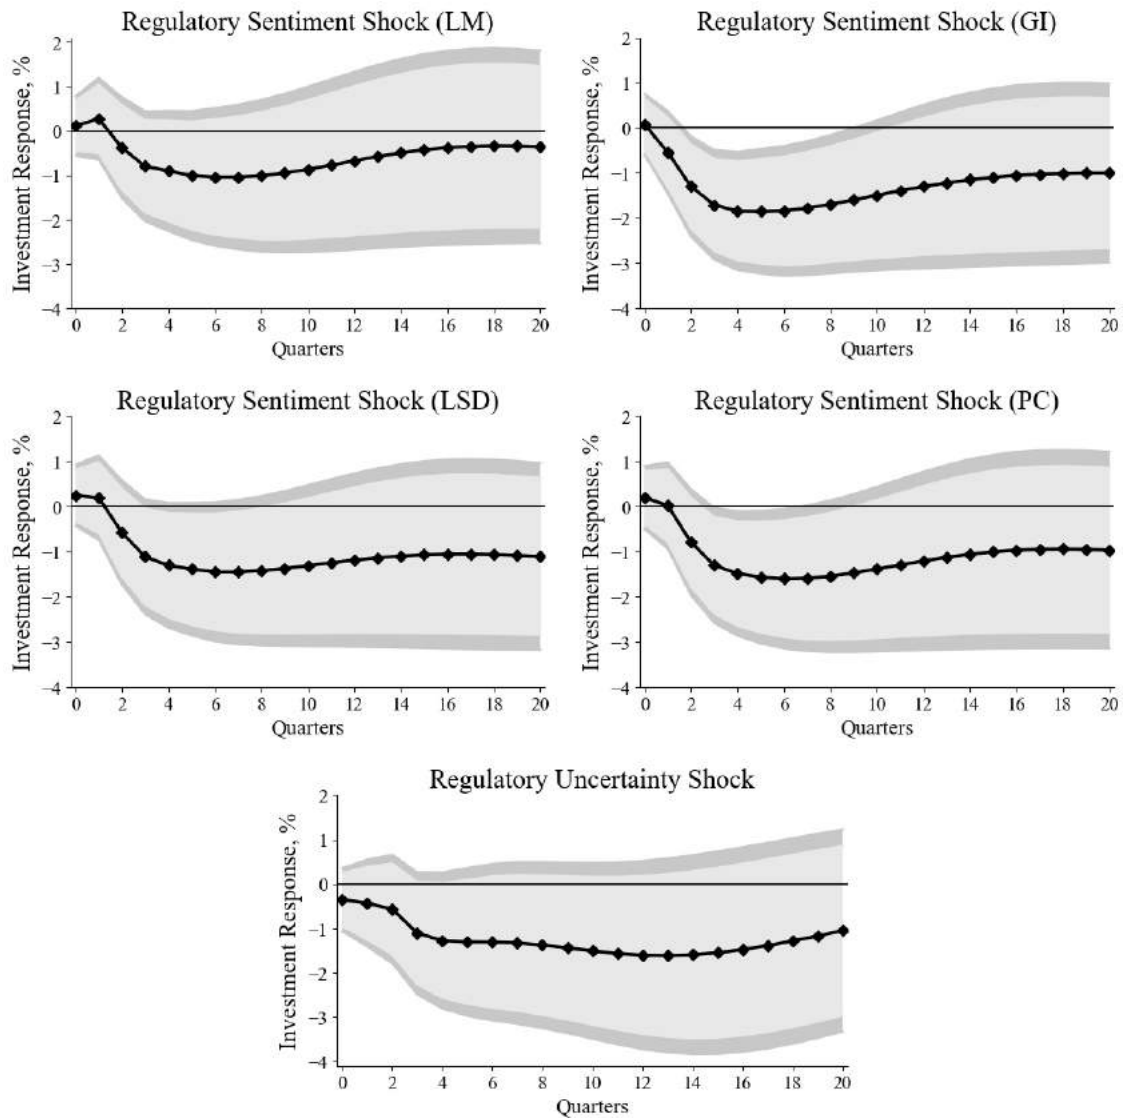 Regulatory Sentiment Shock (LM)
Investment Response, %
2
1
0
−1
−2
−3
−4
0 2 4 6 8 10 12 14 16 18 20
Quarters
Regulatory Sentiment Shock (GI)
Investment Response, %
2
1
0
−1
−2
−3
−4
0 2 4 6 8 10 12 14 16 18 20
Quarters
Regulatory Sentiment Shock (LSD)
Investment Response, %
2
1
0
−1
−2
−3
−4
0 2 4 6 8 10 12 14 16 18 20
Quarters
Regulatory Sentiment Shock (PC)
Investment Response, %
2
1
0
−1
−2
−3
−4
0 2 4 6 8 10 12 14 16 18 20
Quarters
Regulatory Uncertainty Shock
Investment Response, %
2
1
0
−1
−2
−3
−4
0 2 4 6 8 10 12 14 16 18 20
Quarters